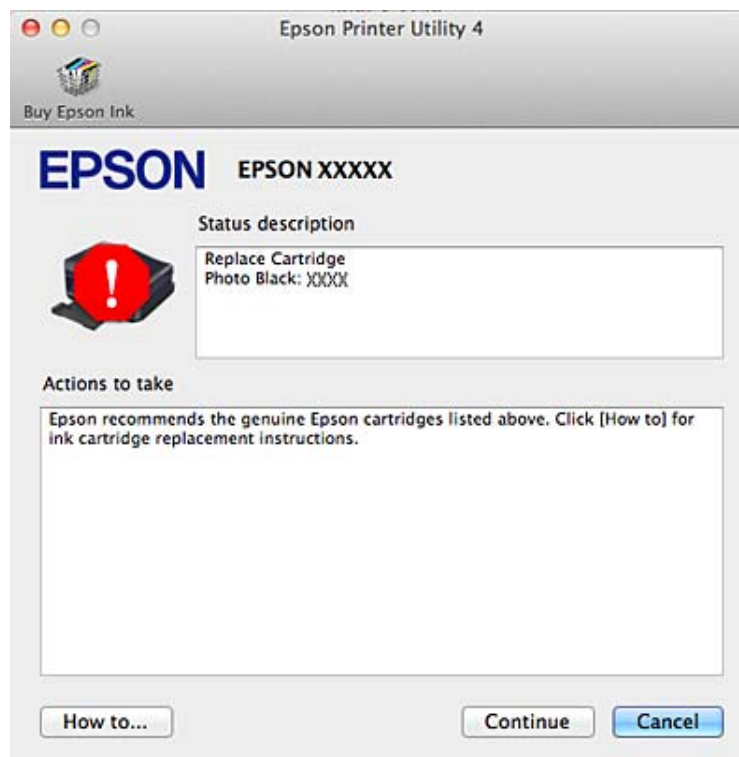 Epson Printer Utility 4
Buy Epson Ink
EPSON EPSON XXXXX
Status description
Replace Cartridge
Photo Black: XXXX
!
Actions to take
Epson recommends the genuine Epson cartridges listed above. Click [How to] for
ink cartridge replacement instructions.
How to... Continue Cancel